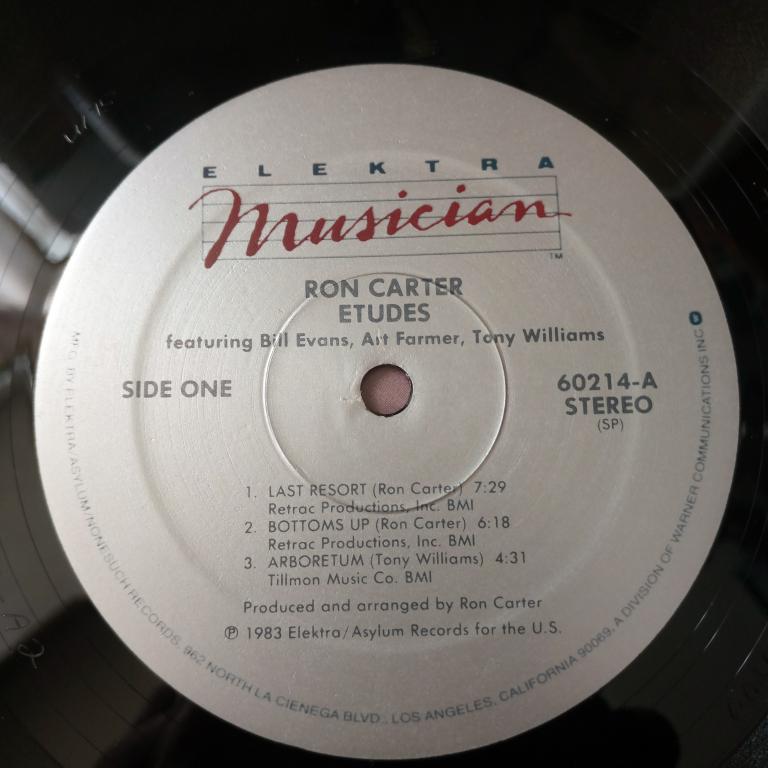 ELEKTRA
Musician
TM
RON CARTER
ETUDES
featuring Bill Evans, Art Farmer, Tony Williams
SIDE ONE
60214-A
STEREO
(SP)
1. LAST RESORT (Ron Carter) 7:29
Retrac Productions, Inc. BMI
2. BOTTOMS UP (Ron Carter) 6:18
Retrac Productions, Inc. BMI
3. ARBORETUM (Tony Williams) 4:31
Tillmon Music Co. BMI
Produced and arranged by Ron Carter
℗ 1983 Elektra/Asylum Records for the U.S.
MFG. BY ELEKTRA/ASYLUM/NONESUCH RECORDS, 962 NORTH LA CIENEGA BLVD., LOS ANGELES, CALIFORNIA 90069. A DIVISION OF WARNER COMMUNICATIONS INC